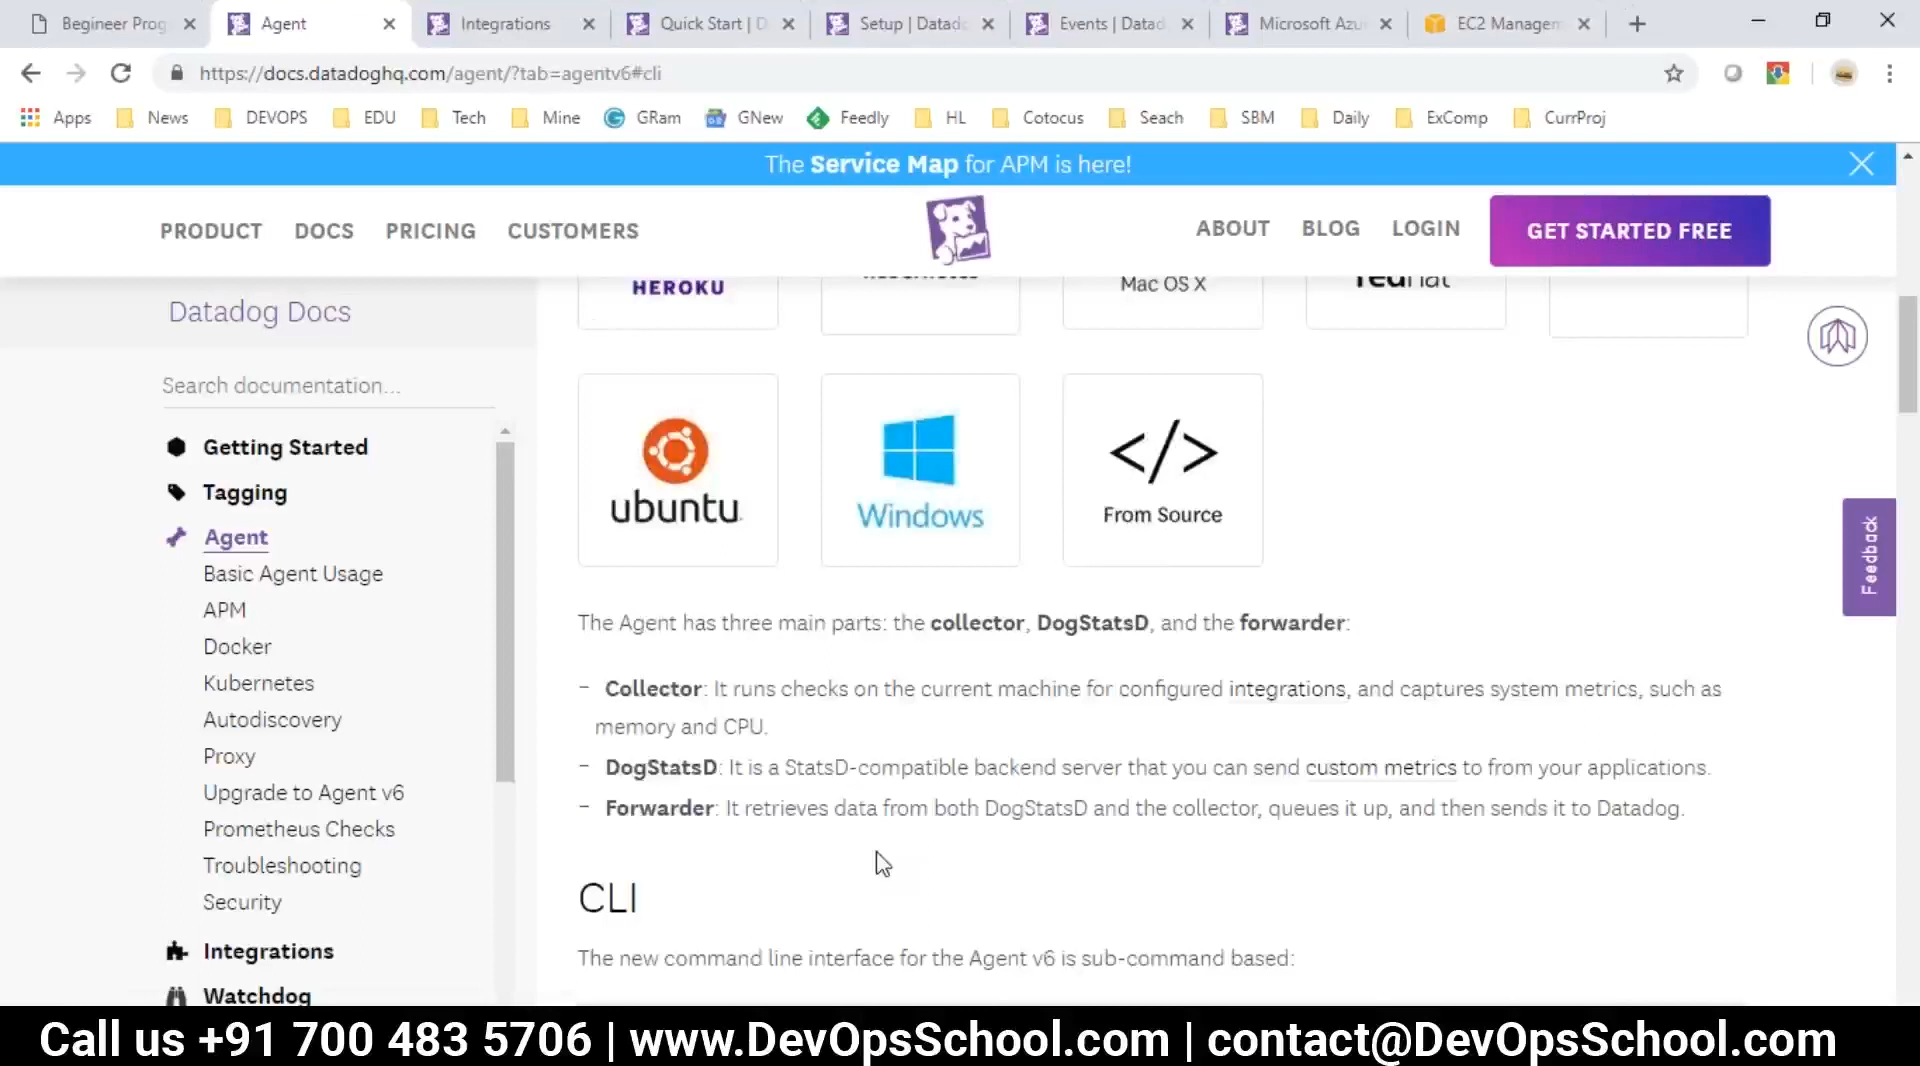 Begineer Prog
Agent
Integrations
Quick Start | D
Setup | Datado
Events | Datad
Microsoft Azu
EC2 Managem
https://docs.datadoghq.com/agent/?tab=agentv6#cli
Apps
News
DEVOPS
EDU
Tech
Mine
GRam
GNew
Feedly
HL
Cotocus
Seach
SBM
Daily
ExComp
CurrProj
The Service Map for APM is here!
PRODUCT
DOCS
PRICING
CUSTOMERS
ABOUT
BLOG
LOGIN
GET STARTED FREE
Datadog Docs
Search documentation...
Getting Started
Tagging
Agent
Basic Agent Usage
APM
Docker
Kubernetes
Autodiscovery
Proxy
Upgrade to Agent v6
Prometheus Checks
Troubleshooting
Security
Integrations
Watchdog
HEROKU
Mac OS X
redhat
ubuntu
Windows
</>
From Source
The Agent has three main parts: the collector, DogStatsD, and the forwarder:
- Collector: It runs checks on the current machine for configured integrations, and captures system metrics, such as
memory and CPU.
- DogStatsD: It is a StatsD-compatible backend server that you can send custom metrics to from your applications.
- Forwarder: It retrieves data from both DogStatsD and the collector, queues it up, and then sends it to Datadog.
CLI
The new command line interface for the Agent v6 is sub-command based:
Feedback
Call us +91 700 483 5706 | www.DevOpsSchool.com | contact@DevOpsSchool.com